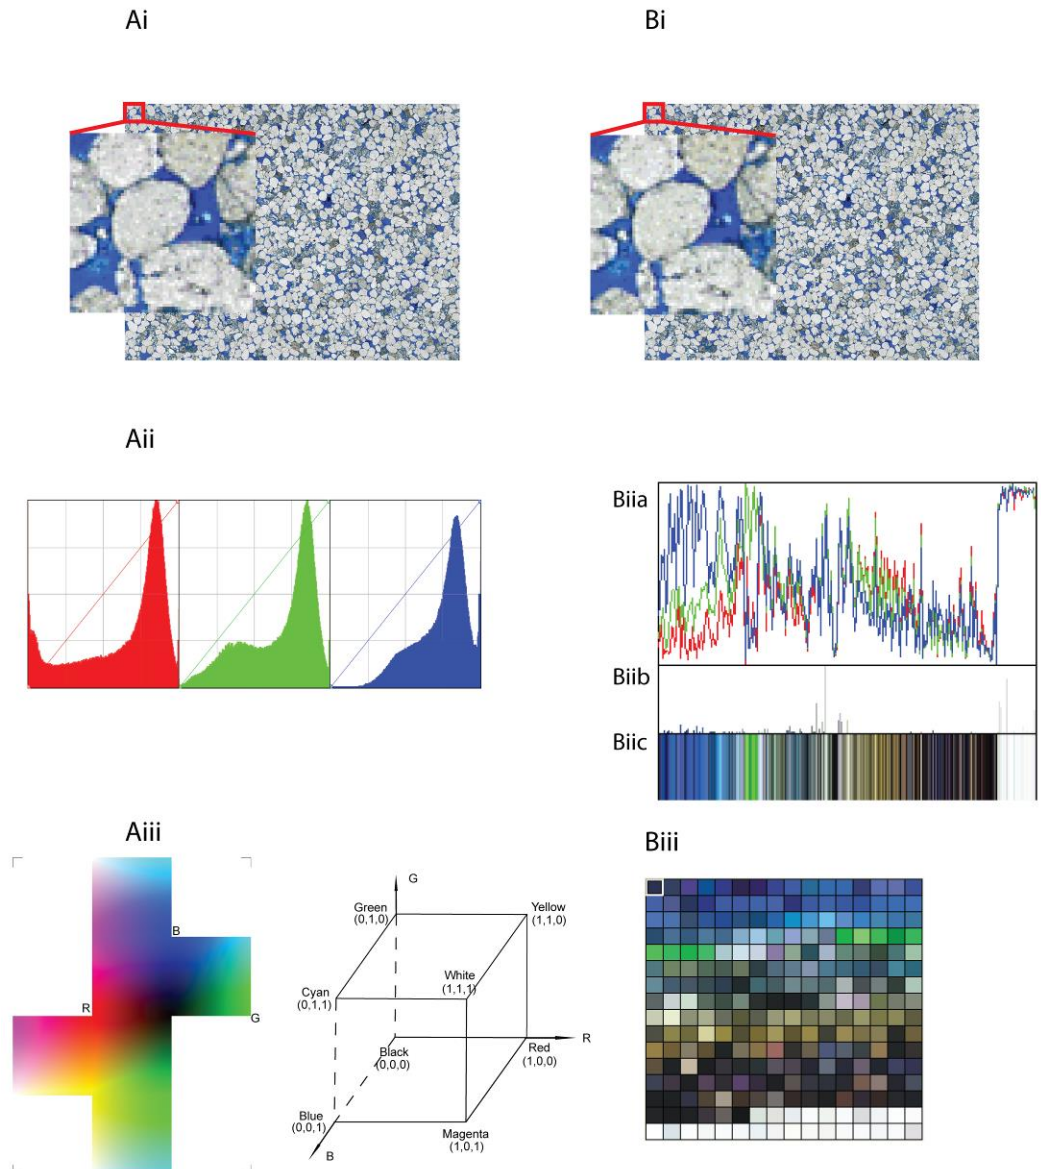 Ai
Bi
Aii
Biia
Biib
Biic
Aiii
Biii
B
R
G
G
Green
(0,1,0)
Yellow
(1,1,0)
White
(1,1,1)
Cyan
(0,1,1)
R
Black
(0,0,0)
Red
(1,0,0)
Blue
(0,0,1)
Magenta
(1,0,1)
B